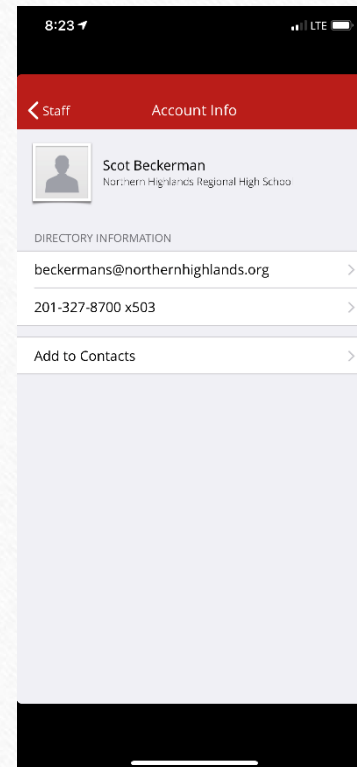 8:23
LTE
Staff
Account Info
Scot Beckerman
Northern Highlands Regional High Schoo
DIRECTORY INFORMATION
beckermans@northernhighlands.org
201-327-8700 x503
Add to Contacts